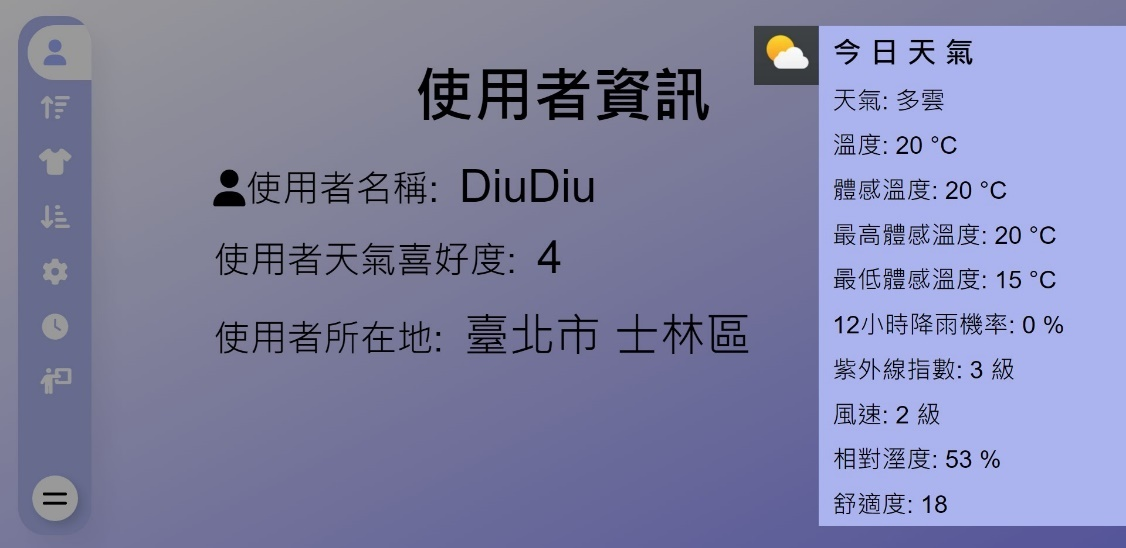 使用者資訊
使用者名稱: DiuDiu
使用者天氣喜好度: 4
使用者所在地: 臺北市 士林區
今日天氣
天氣: 多雲
溫度: 20 °C
體感溫度: 20 °C
最高體感溫度: 20 °C
最低體感溫度: 15 °C
12小時降雨機率: 0 %
紫外線指數: 3 級
風速: 2 級
相對溼度: 53 %
舒適度: 18